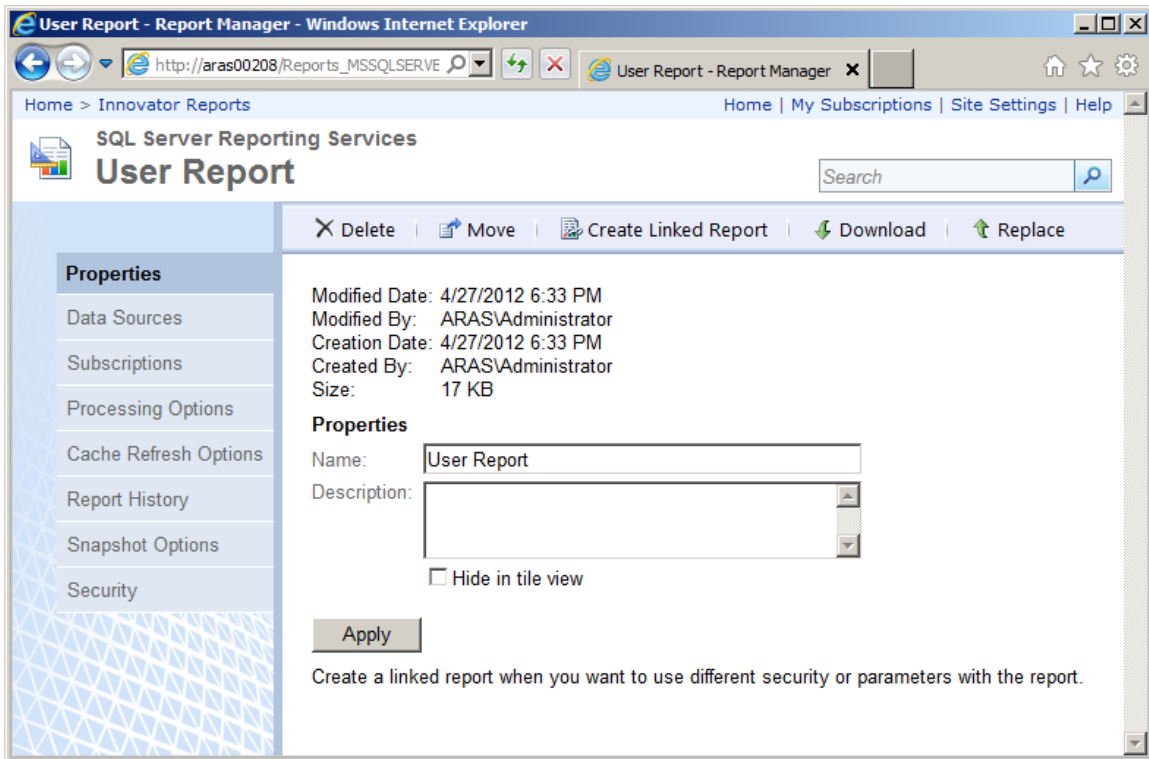 User Report - Report Manager - Windows Internet Explorer
http://aras00208/Reports_MSSQLSERVE
User Report - Report Manager
Home > Innovator Reports
Home | My Subscriptions | Site Settings | Help
SQL Server Reporting Services
User Report
Search
Delete | Move | Create Linked Report | Download | Replace
Properties
Data Sources
Subscriptions
Processing Options
Cache Refresh Options
Report History
Snapshot Options
Security
Modified Date: 4/27/2012 6:33 PM
Modified By: ARAS\Administrator
Creation Date: 4/27/2012 6:33 PM
Created By: ARAS\Administrator
Size: 17 KB
Properties
Name: User Report
Description:
Hide in tile view
Apply
Create a linked report when you want to use different security or parameters with the report.